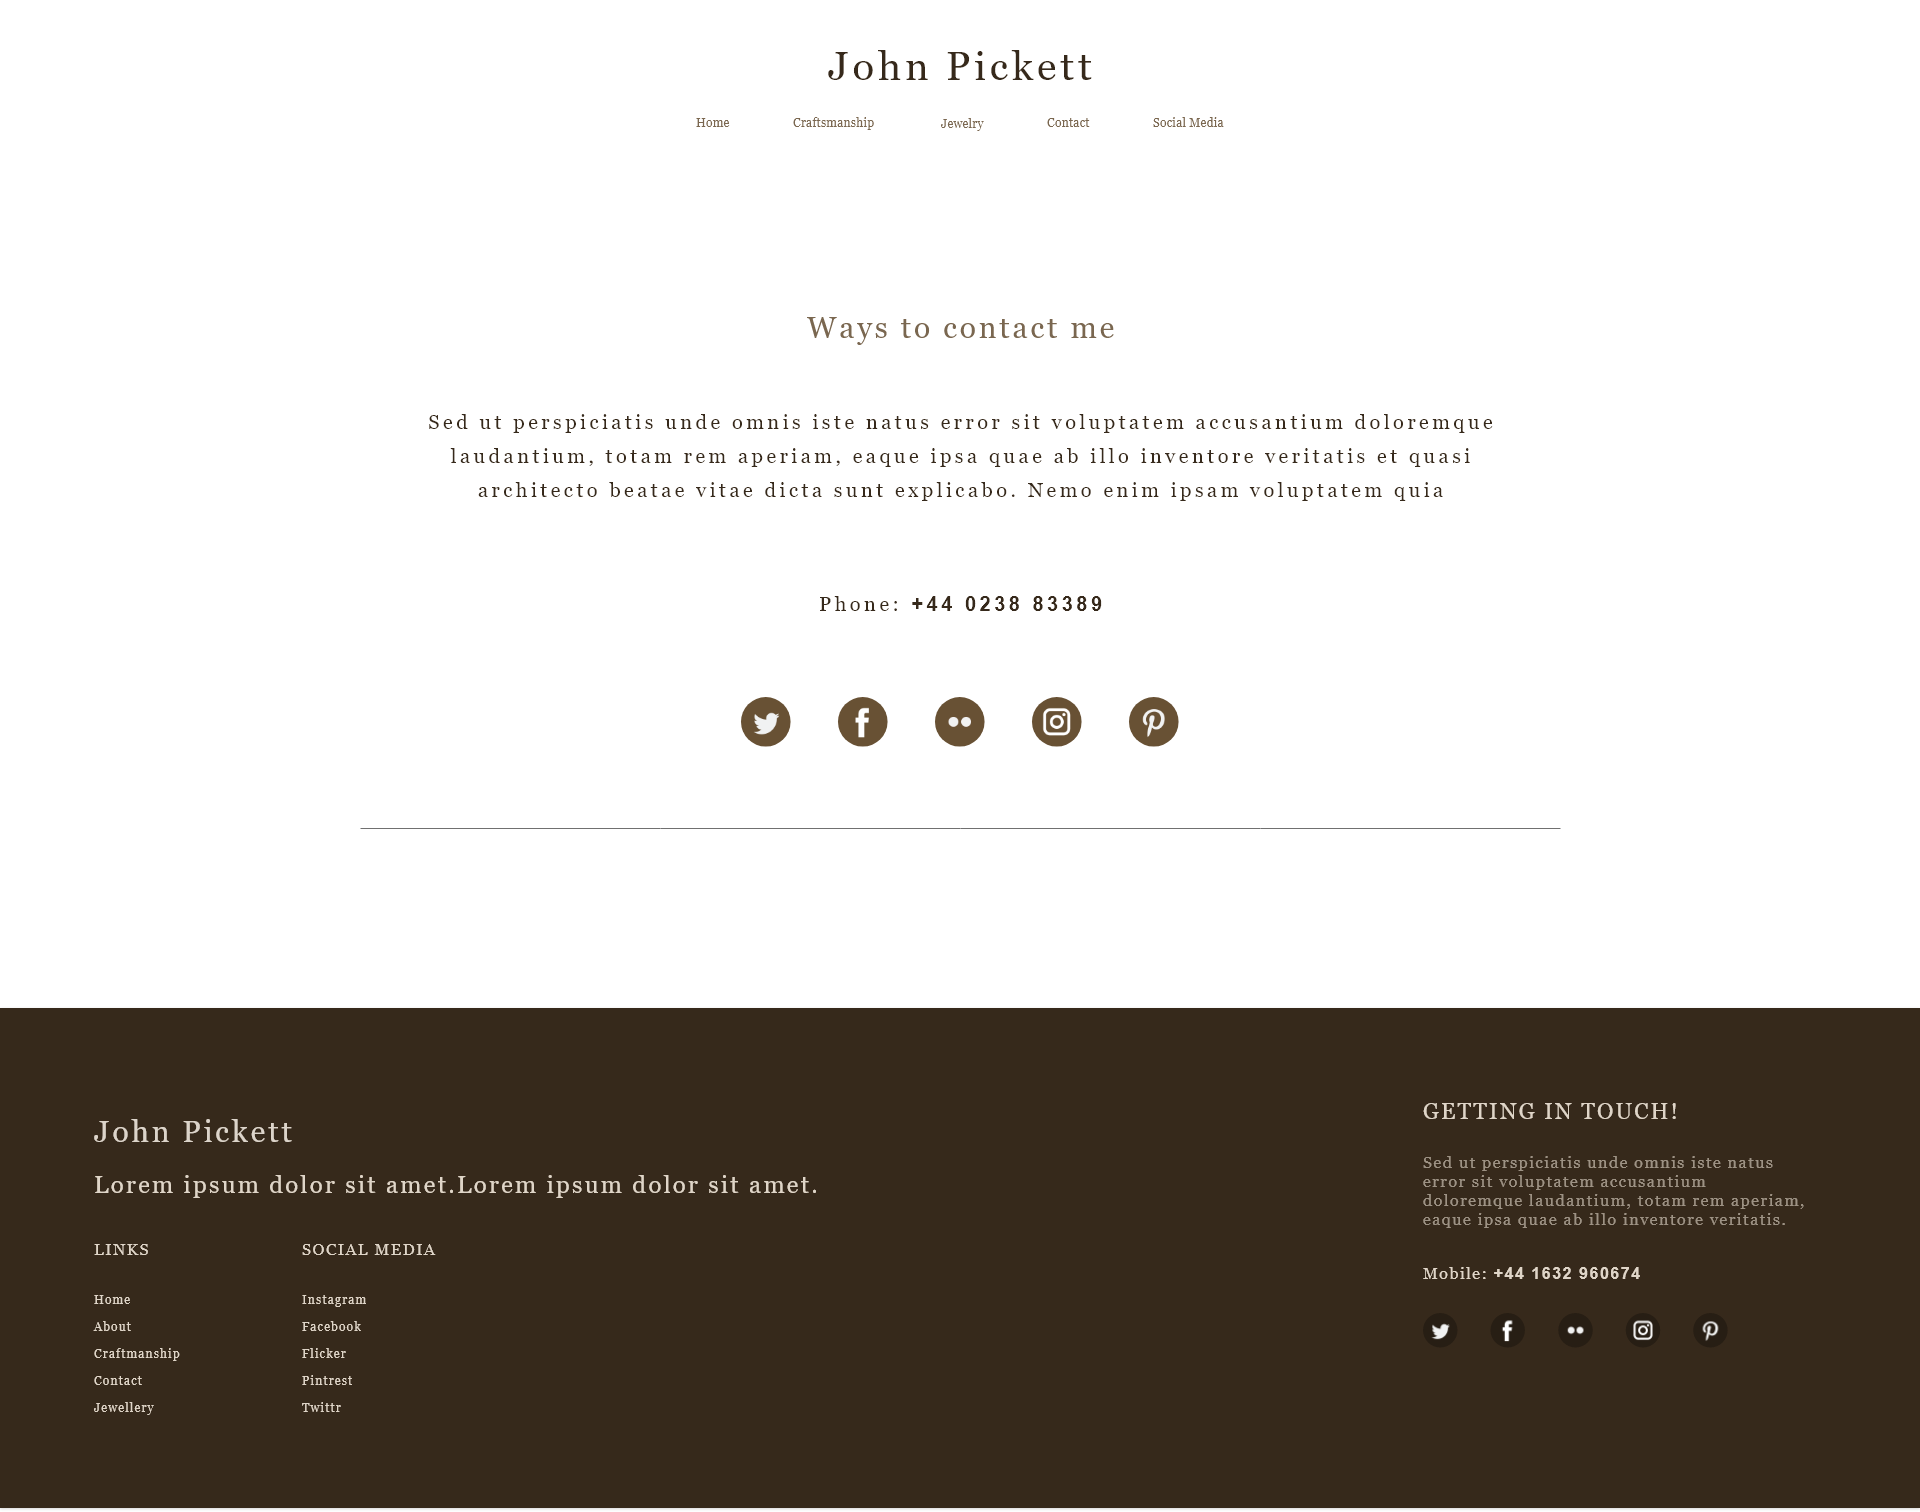 John Pickett
Home Craftsmanship Jewelry Contact Social Media
Ways to contact me
Sed ut perspiciatis unde omnis iste natus error sit voluptatem accusantium doloremque
laudantium, totam rem aperiam, eaque ipsa quae ab illo inventore veritatis et quasi
architecto beatae vitae dicta sunt explicabo. Nemo enim ipsam voluptatem quia
Phone: +44 0238 83389
John Pickett
Lorem ipsum dolor sit amet.Lorem ipsum dolor sit amet.
LINKS
Home
About
Craftmanship
Contact
Jewellery
SOCIAL MEDIA
Instagram
Facebook
Flicker
Pintrest
Twittr
GETTING IN TOUCH!
Sed ut perspiciatis unde omnis iste natus
error sit voluptatem accusantium
doloremque laudantium, totam rem aperiam,
eaque ipsa quae ab illo inventore veritatis.
Mobile: +44 1632 960674